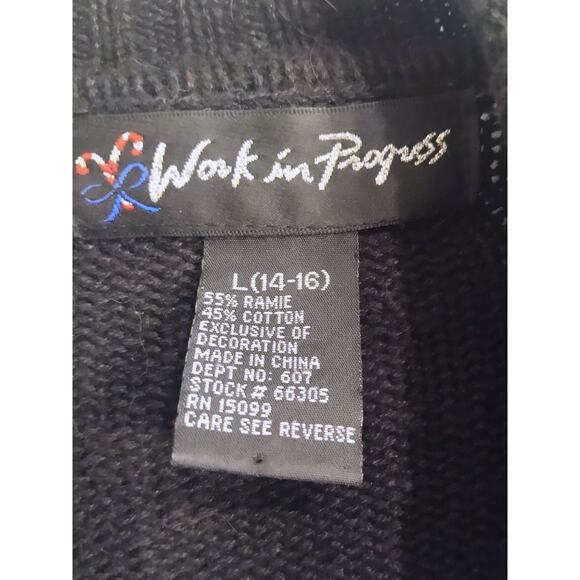 Work in Progress
L(14-16)
55% RAMIE
45% COTTON
EXCLUSIVE OF
DECORATION
MADE IN CHINA
DEPT NO: 607
STOCK# 66305
RN 15099
CARE SEE REVERSE